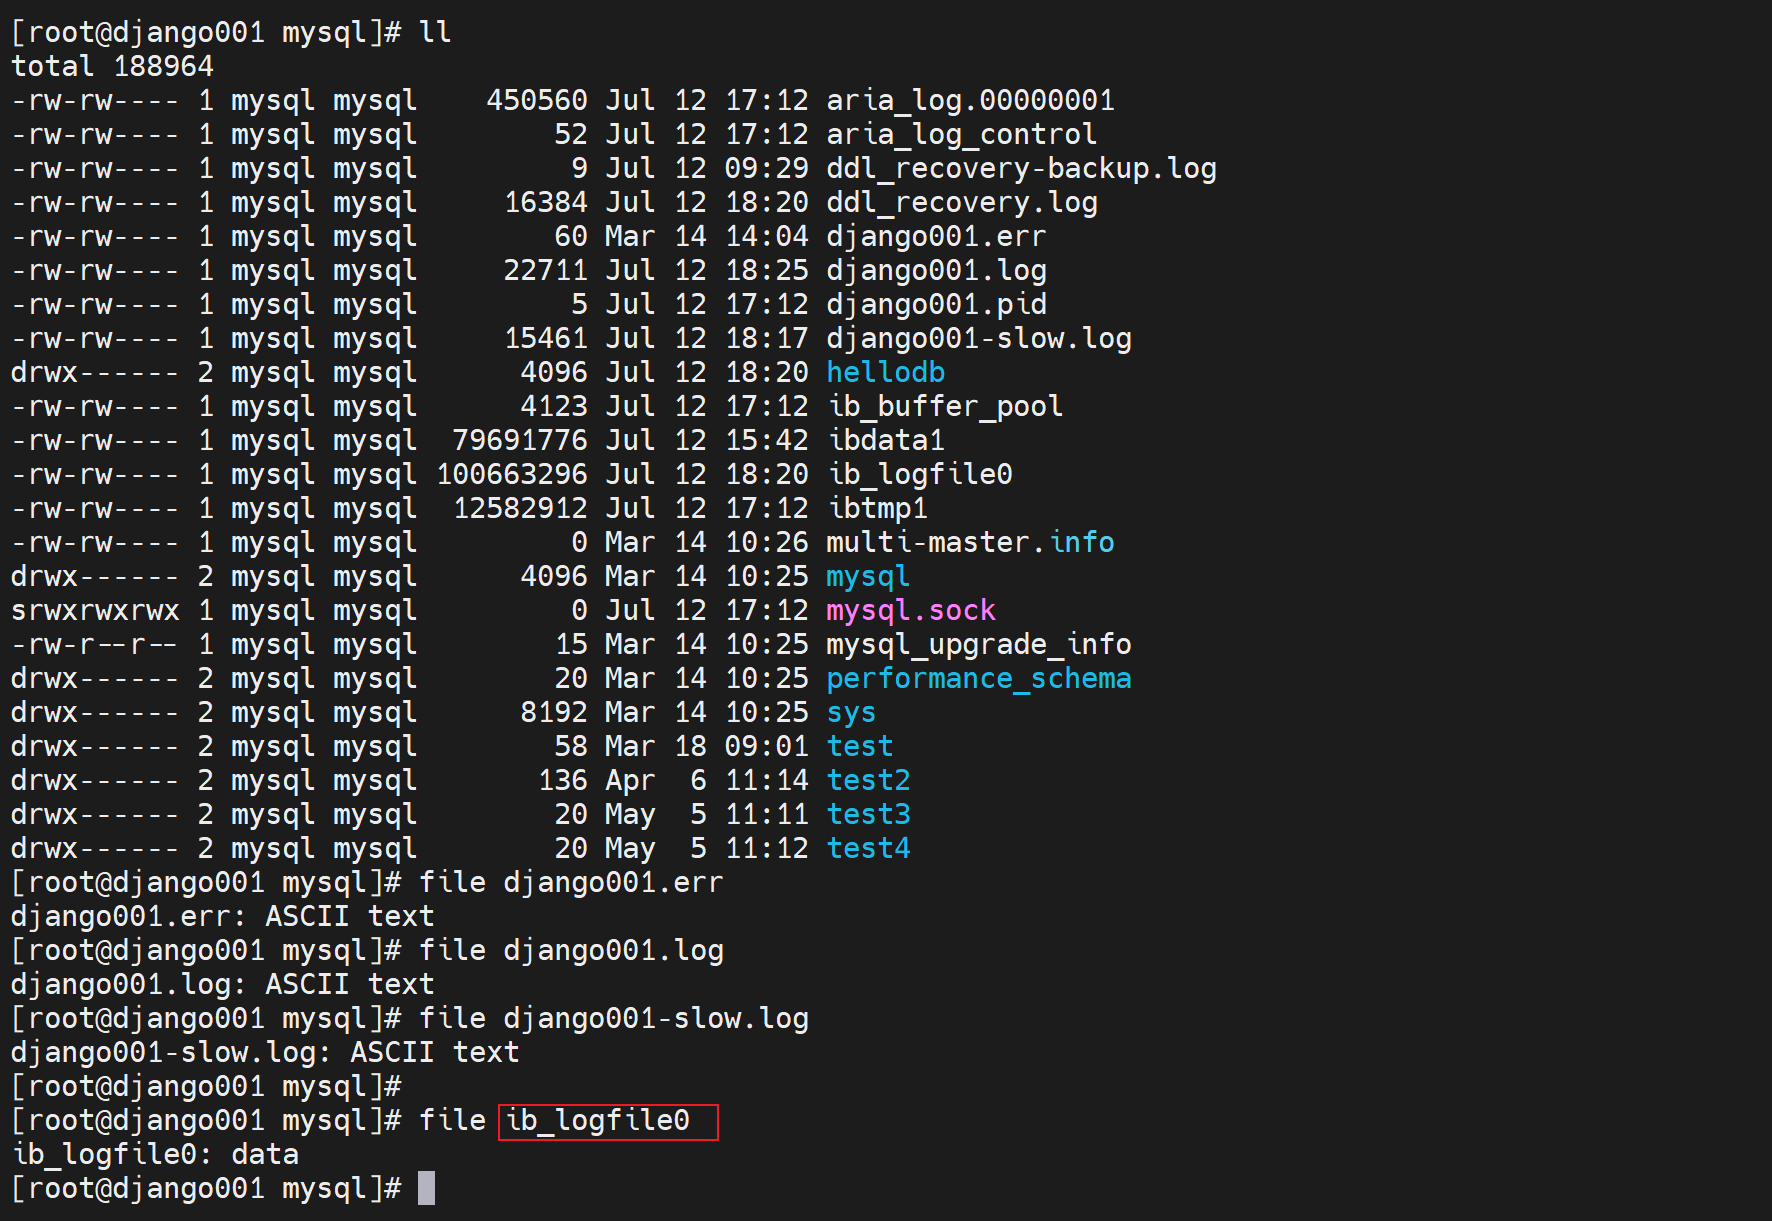 [root@django001 mysql]# ll
total 188964
-rw-rw---- 1 mysql mysql    450560 Jul 12 17:12 aria_log.00000001
-rw-rw---- 1 mysql mysql        52 Jul 12 17:12 aria_log_control
-rw-rw---- 1 mysql mysql         9 Jul 12 09:29 ddl_recovery-backup.log
-rw-rw---- 1 mysql mysql     16384 Jul 12 18:20 ddl_recovery.log
-rw-rw---- 1 mysql mysql        60 Mar 14 14:04 django001.err
-rw-rw---- 1 mysql mysql     22711 Jul 12 18:25 django001.log
-rw-rw---- 1 mysql mysql         5 Jul 12 17:12 django001.pid
-rw-rw---- 1 mysql mysql     15461 Jul 12 18:17 django001-slow.log
drwx------ 2 mysql mysql      4096 Jul 12 18:20 hellodb
-rw-rw---- 1 mysql mysql      4123 Jul 12 17:12 ib_buffer_pool
-rw-rw---- 1 mysql mysql  79691776 Jul 12 15:42 ibdata1
-rw-rw---- 1 mysql mysql 100663296 Jul 12 18:20 ib_logfile0
-rw-rw---- 1 mysql mysql  12582912 Jul 12 17:12 ibtmp1
-rw-rw---- 1 mysql mysql         0 Mar 14 10:26 multi-master.info
drwx------ 2 mysql mysql      4096 Mar 14 10:25 mysql
srwxrwxrwx 1 mysql mysql         0 Jul 12 17:12 mysql.sock
-rw-r--r-- 1 mysql mysql        15 Mar 14 10:25 mysql_upgrade_info
drwx------ 2 mysql mysql        20 Mar 14 10:25 performance_schema
drwx------ 2 mysql mysql      8192 Mar 14 10:25 sys
drwx------ 2 mysql mysql        58 Mar 18 09:01 test
drwx------ 2 mysql mysql       136 Apr  6 11:14 test2
drwx------ 2 mysql mysql        20 May  5 11:11 test3
drwx------ 2 mysql mysql        20 May  5 11:12 test4
[root@django001 mysql]# file django001.err
django001.err: ASCII text
[root@django001 mysql]# file django001.log
django001.log: ASCII text
[root@django001 mysql]# file django001-slow.log
django001-slow.log: ASCII text
[root@django001 mysql]#
[root@django001 mysql]# file ib_logfile0
ib_logfile0: data
[root@django001 mysql]#